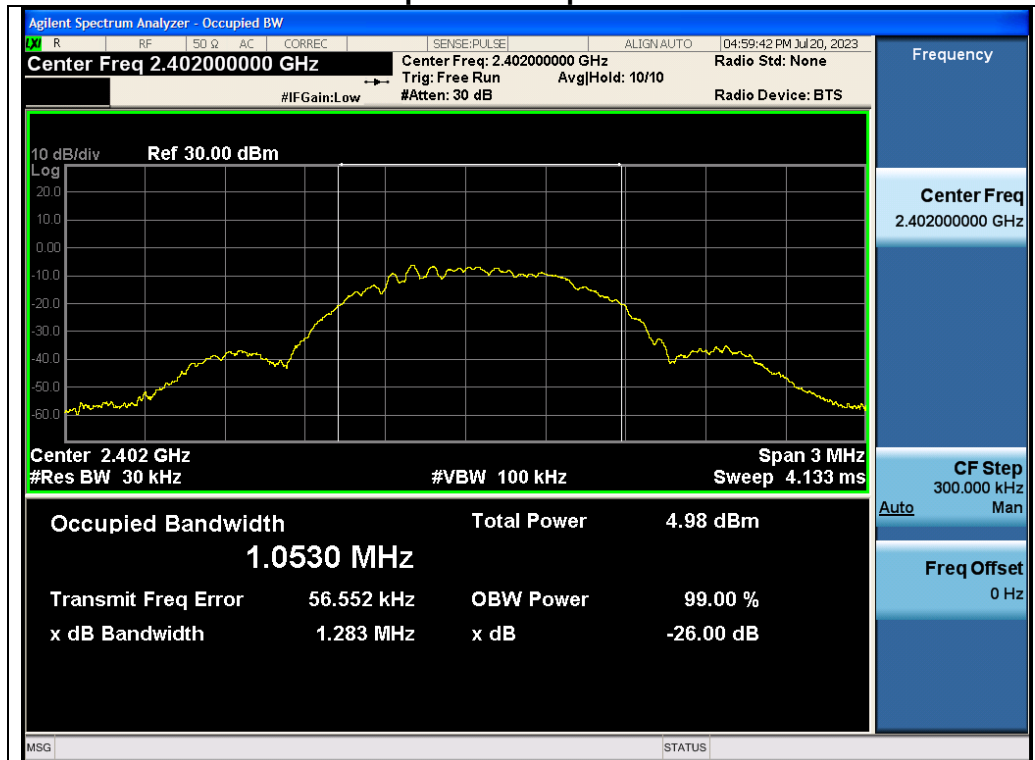 Agilent Spectrum Analyzer - Occupied BW
LXI R RF 50 Ω AC CORREC SENSE:PULSE ALIGN AUTO 04:59:42 PM Jul 20, 2023
Center Freq 2.402000000 GHz
Center Freq: 2.402000000 GHz
Radio Std: None
Trig: Free Run Avg|Hold: 10/10
#IFGain:Low #Atten: 30 dB Radio Device: BTS
Frequency
10 dB/div Ref 30.00 dBm
Log
20.0
10.0
0.00
-10.0
-20.0
-30.0
-40.0
-50.0
-60.0
Center 2.402 GHz Span 3 MHz
#Res BW 30 kHz #VBW 100 kHz Sweep 4.133 ms
Occupied Bandwidth Total Power 4.98 dBm
1.0530 MHz
Transmit Freq Error 56.552 kHz OBW Power 99.00 %
x dB Bandwidth 1.283 MHz x dB -26.00 dB
Center Freq
2.402000000 GHz
CF Step
300.000 kHz
Auto Man
Freq Offset
0 Hz
MSG STATUS